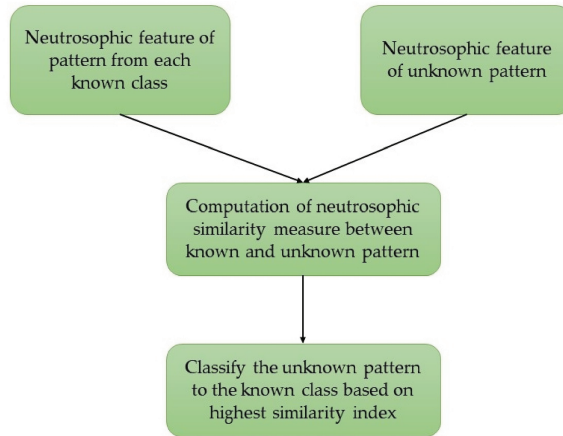 Neutrosophic feature of
pattern from each
known class
Neutrosophic feature
of unknown pattern
Computation of neutrosophic
similarity measure between
known and unknown pattern
Classify the unknown pattern
to the known class based on
highest similarity index